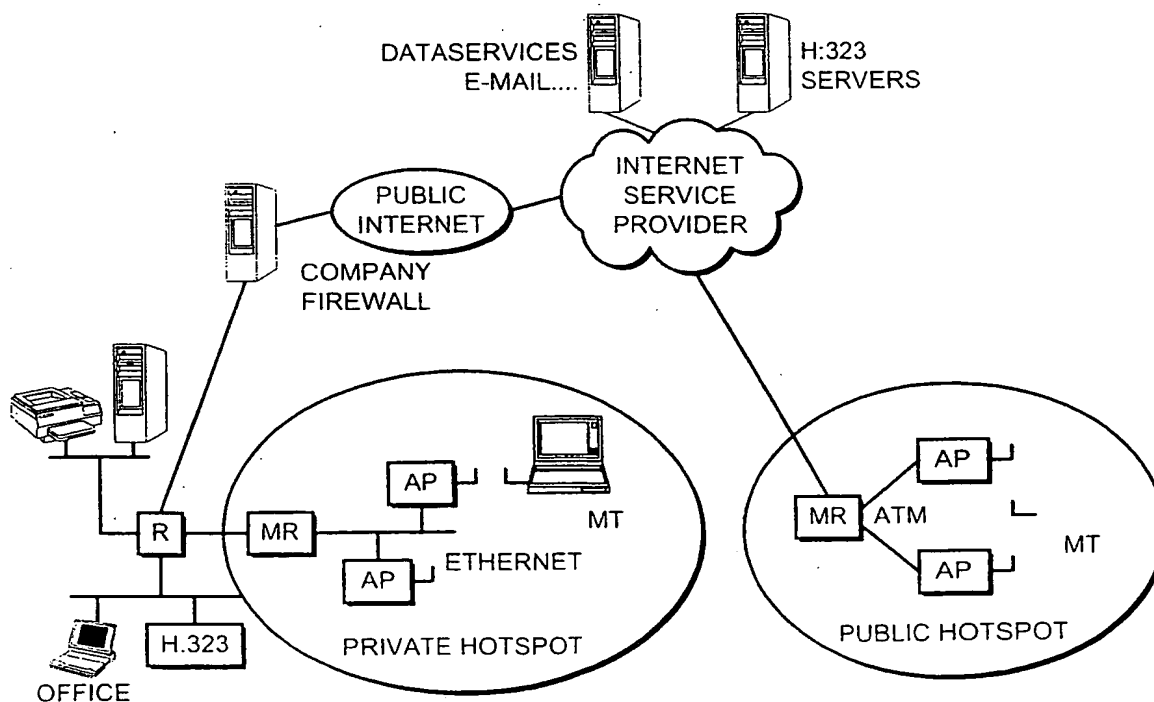 DATASERVICES
E-MAIL....
H:323
SERVERS
INTERNET
SERVICE
PROVIDER
PUBLIC
INTERNET
COMPANY
FIREWALL
AP
MT
R
MR
ETHERNET
AP
H.323
OFFICE
PRIVATE HOTSPOT
AP
MR
ATM
MT
AP
PUBLIC HOTSPOT